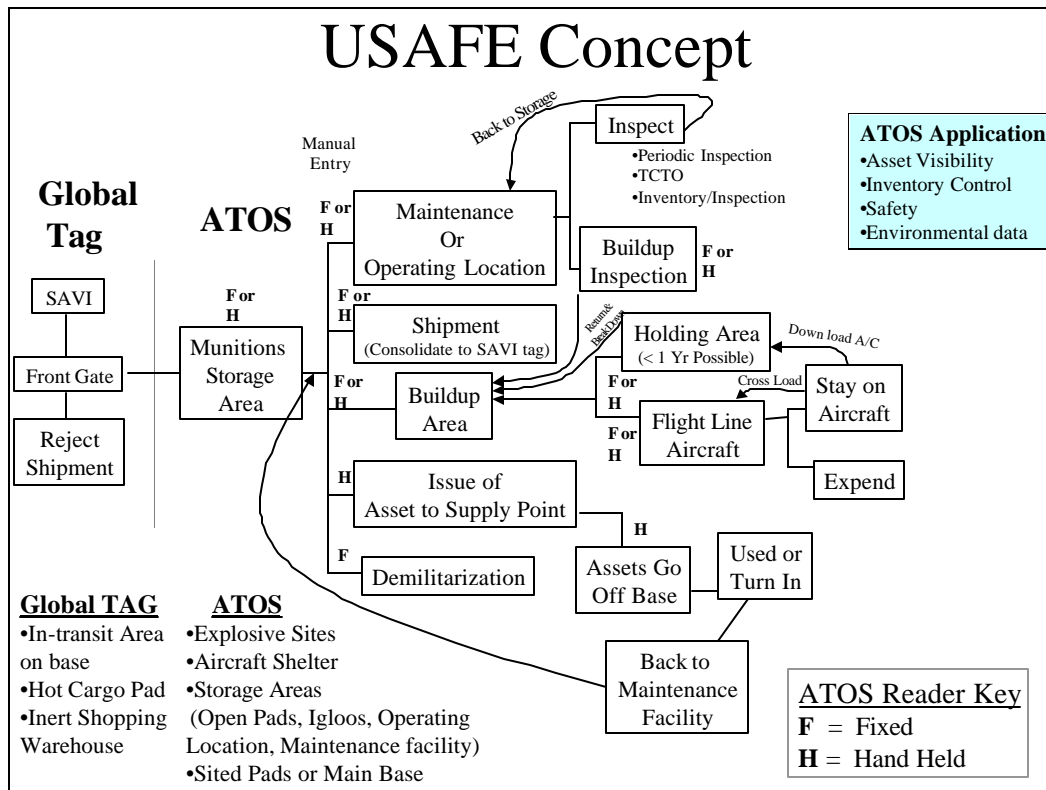 USAFE Concept
Global
Tag
SAVI
Front Gate
Reject
Shipment
ATOS
F or
H
Munitions
Storage
Area
Manual
Entry
F or
H
Maintenance
Or
Operating Location
Back to Storage
Inspect
•Periodic Inspection
•TCTO
•Inventory/Inspection
Buildup
Inspection
F or
H
ATOS Application
•Asset Visibility
•Inventory Control
•Safety
•Environmental data
F or
H
Shipment
(Consolidate to SAVI tag)
Return&
BreakDown
F or
H
Buildup
Area
Holding Area
(< 1 Yr Possible)
Down load A/C
F or
H
Cross Load
Stay on
Aircraft
F or
H
Flight Line
Aircraft
Expend
H
Issue of
Asset to Supply Point
H
F
Demilitarization
Assets Go
Off Base
Used or
Turn In
Back to
Maintenance
Facility
Global TAG
•In-transit Area
on base
•Hot Cargo Pad
•Inert Shopping
Warehouse
ATOS
•Explosive Sites
•Aircraft Shelter
•Storage Areas
(Open Pads, Igloos, Operating
Location, Maintenance facility)
•Sited Pads or Main Base
ATOS Reader Key
F = Fixed
H = Hand Held